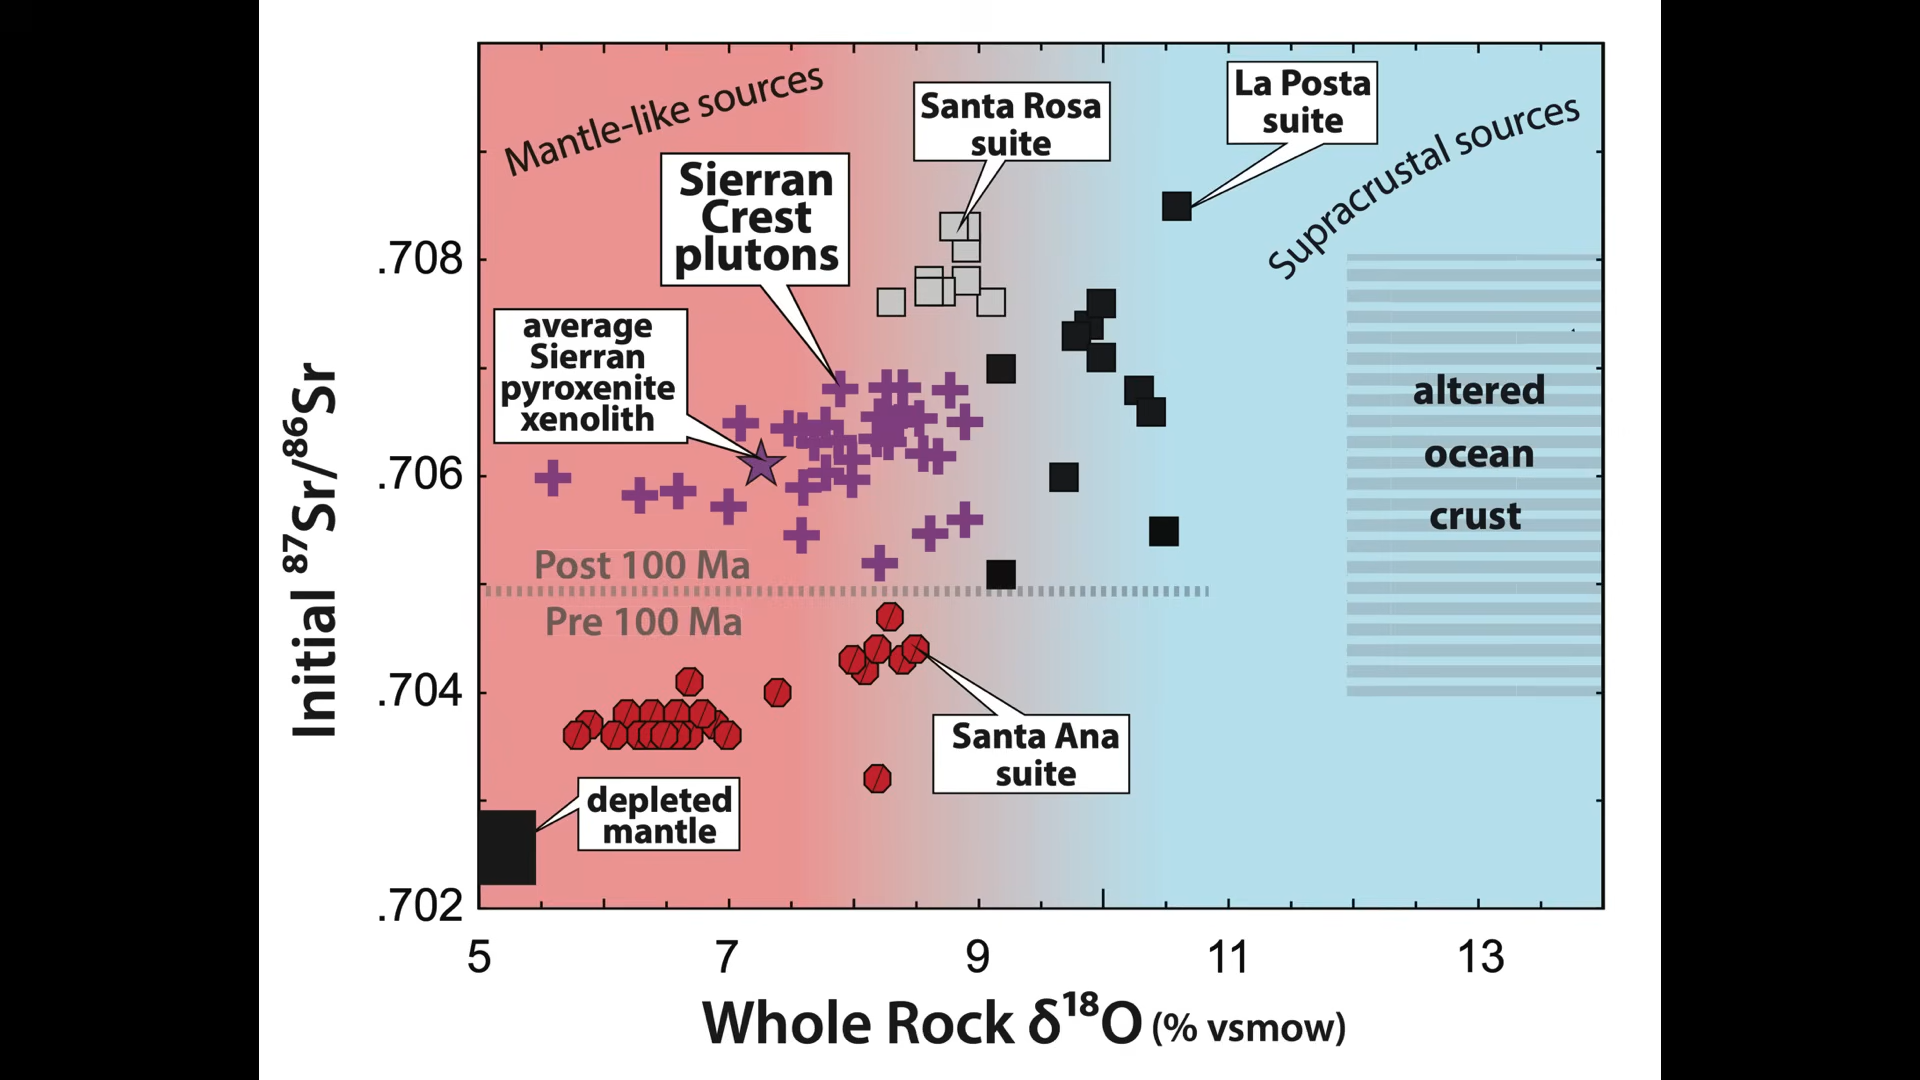 Mantle-like sources
Santa Rosa
suite
La Posta
suite
Supracrustal sources
Sierran
Crest
plutons
average
Sierran
pyroxenite
xenolith
altered
ocean
crust
Post 100 Ma
Pre 100 Ma
Santa Ana
suite
depleted
mantle
Initial ⁸⁷Sr/⁸⁶Sr
.708
.706
.704
.702
5 7 9 11 13
Whole Rock δ¹⁸O (% vsmow)